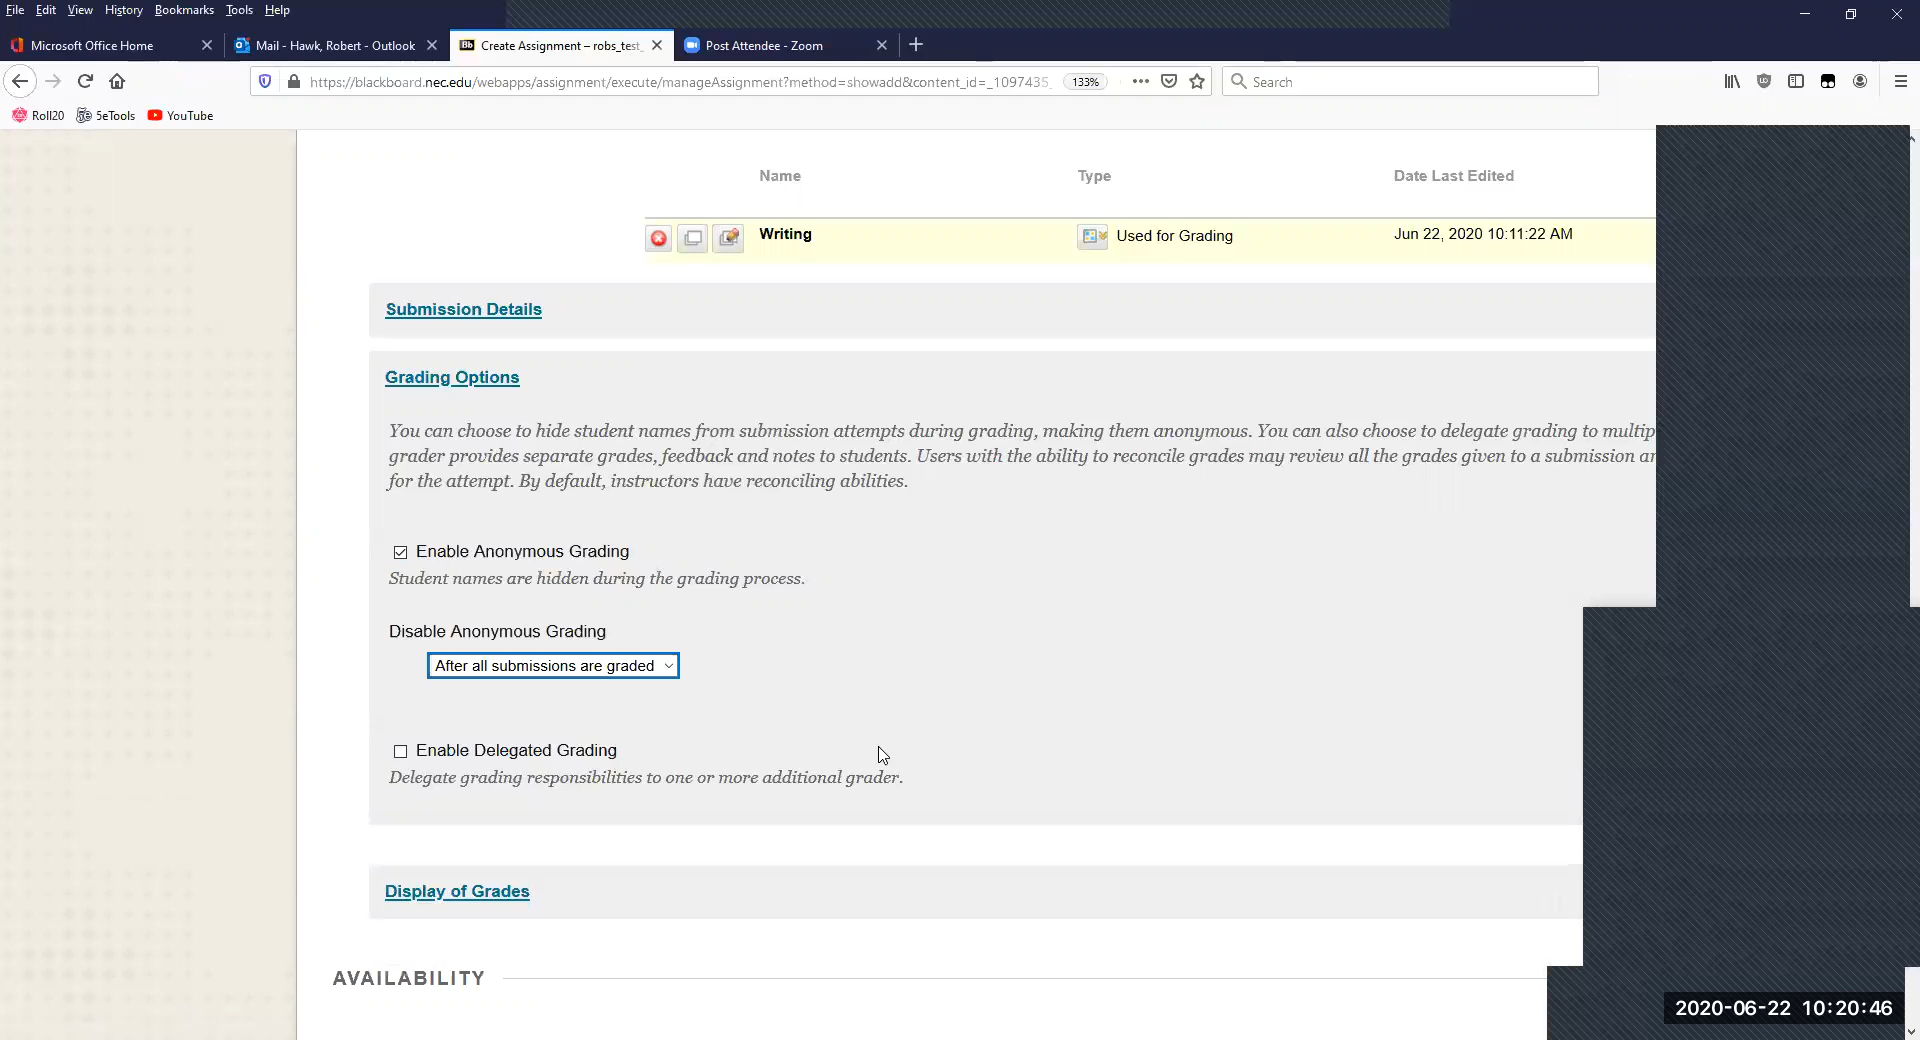 File Edit View History Bookmarks Tools Help
Microsoft Office Home
Mail - Hawk, Robert - Outlook
Bb Create Assignment – robs_test_
Post Attendee - Zoom
https://blackboard.nec.edu/webapps/assignment/execute/manageAssignment?method=showadd&content_id=_1097435_
133%
Search
Roll20 5eTools YouTube
Name Type Date Last Edited
Writing Used for Grading Jun 22, 2020 10:11:22 AM
Submission Details
Grading Options
You can choose to hide student names from submission attempts during grading, making them anonymous. You can also choose to delegate grading to multip
grader provides separate grades, feedback and notes to students. Users with the ability to reconcile grades may review all the grades given to a submission an
for the attempt. By default, instructors have reconciling abilities.
Enable Anonymous Grading
Student names are hidden during the grading process.
Disable Anonymous Grading
After all submissions are graded
Enable Delegated Grading
Delegate grading responsibilities to one or more additional grader.
Display of Grades
AVAILABILITY
2020-06-22 10:20:46